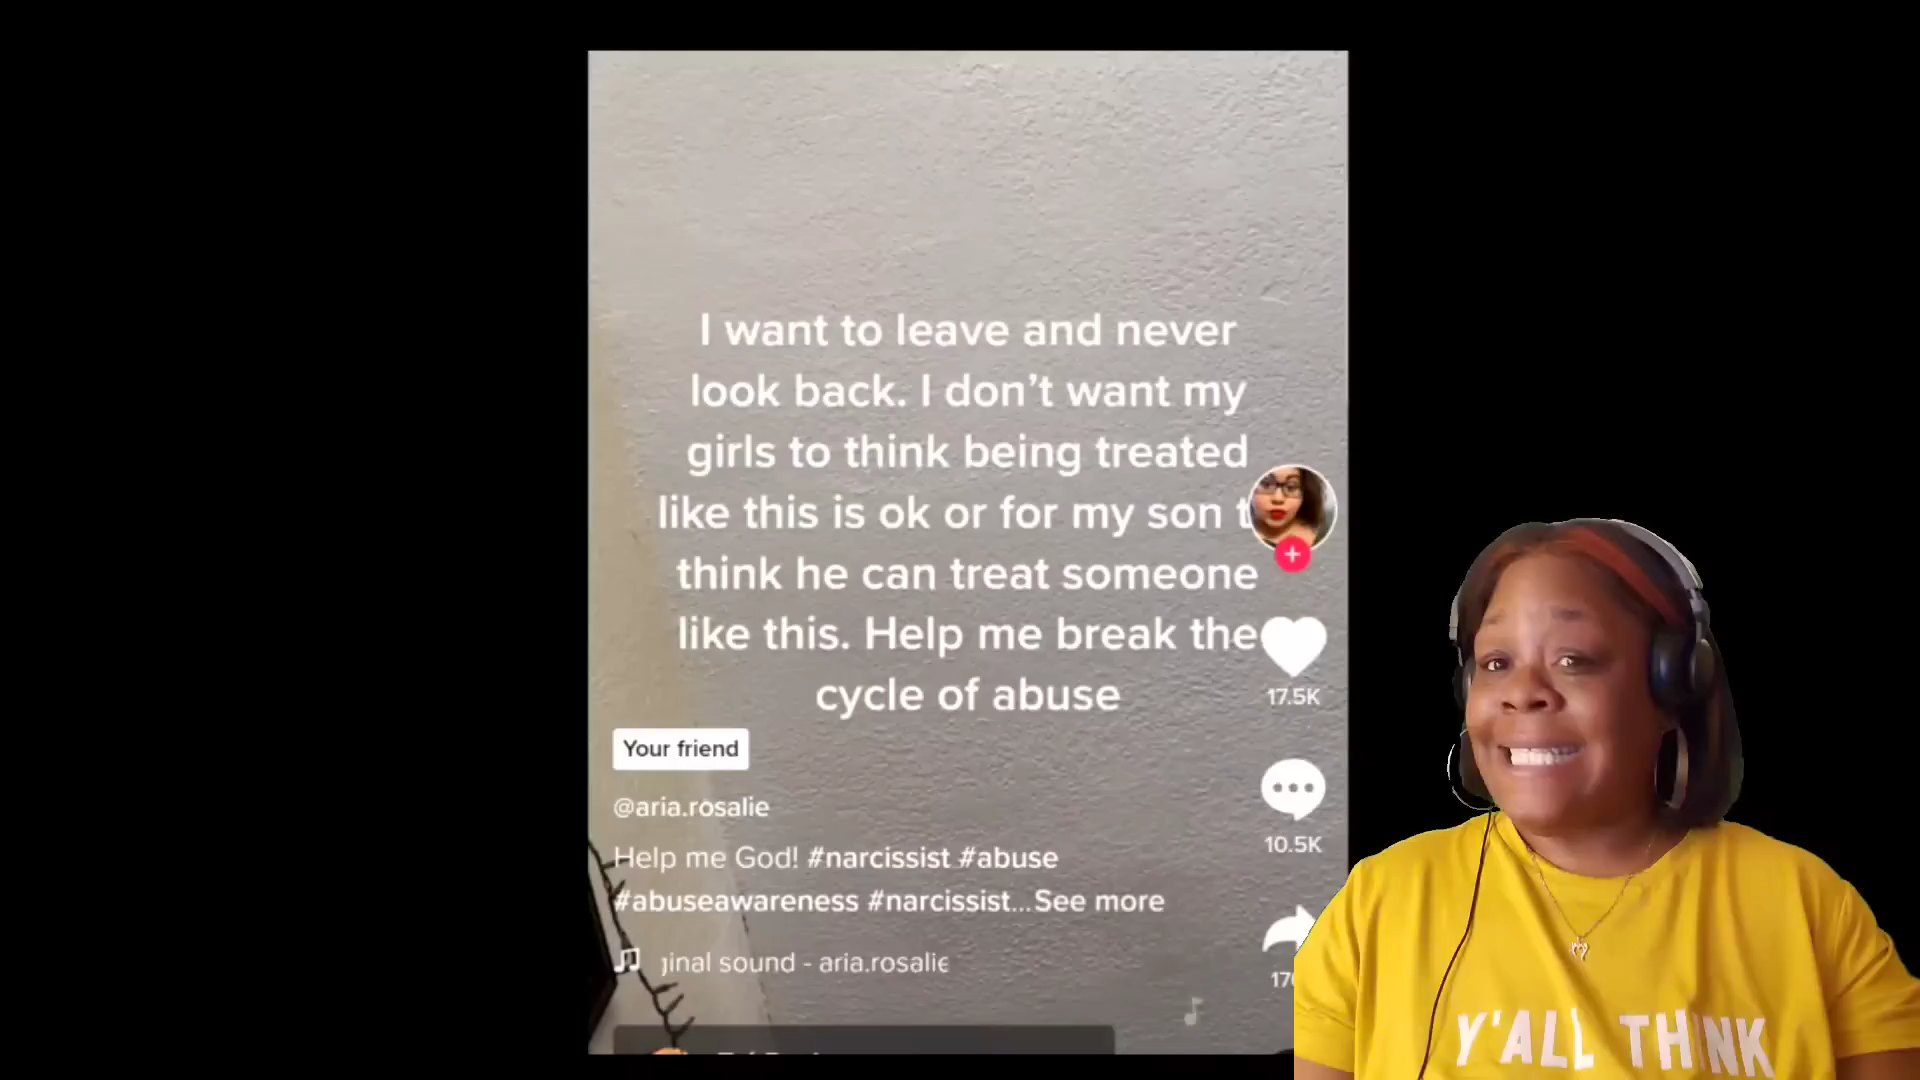 I want to leave and never
look back. I don't want my
girls to think being treated
like this is ok or for my son
think he can treat someone
like this. Help me break the
cycle of abuse
Your friend
@aria.rosalie
Help me God! #narcissist #abuse
#abuseawareness #narcissist...See more
ginal sound - aria.rosalie
17.5K
10.5K
Y'ALL THINK